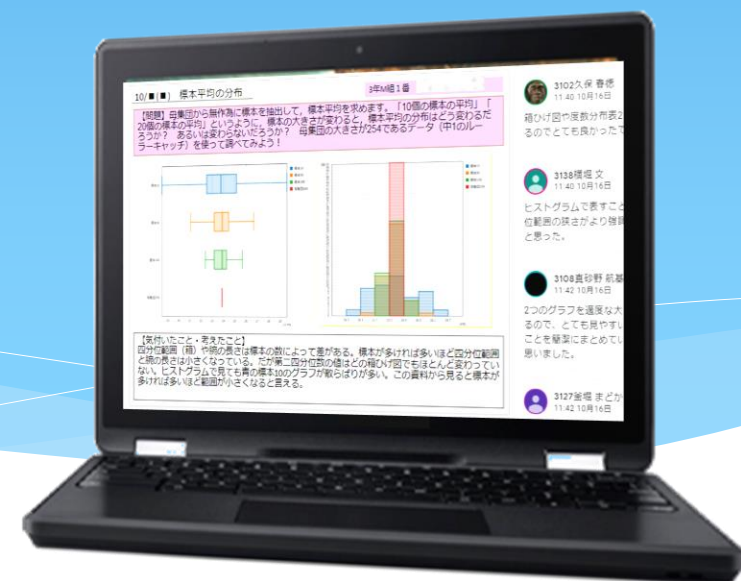 10/■(■) 標本平均の分布
3年M組1番
【問題】母集団から無作為に標本を抽出して，標本平均を求めます。「10個の標本の平均」「
20個の標本の平均」というように，標本の大きさが変わると，標本平均の分布はどう変わるだ
ろうか？ あるいは変わらないだろうか？ 母集団の大きさが254であるデータ（中1のルー
ラーキャッチ）を使って調べてみよう！
【気付いたこと・考えたこと】
四分位範囲（箱）や髭の長さは標本の数によって差がある。標本が多ければ多いほど四分位範囲
と髭の長さは小さくなっている。だが第二四分位数の値はどの箱ひげ図でもほとんど変わってい
ない。ヒストグラムで見ても青の標本10のグラフが散らばりが多い。この資料から見ると標本が
多ければ多いほど範囲が小さくなると言える。
3102久保 春徳
11:40 10月16日
箱ひげ図や度数分布表2
るのでとても良かったで
3138横堀 文
11:40 10月16日
ヒストグラムで表すこと
位範囲の狭さがより強調
と思った。
3108真砂野 航基
11:42 10月16日
2つのグラフを適度な大
るので、とても見やすい
ことを簡潔にまとめてい
思いました。
3127釜堀 まどか
11:42 10月16日